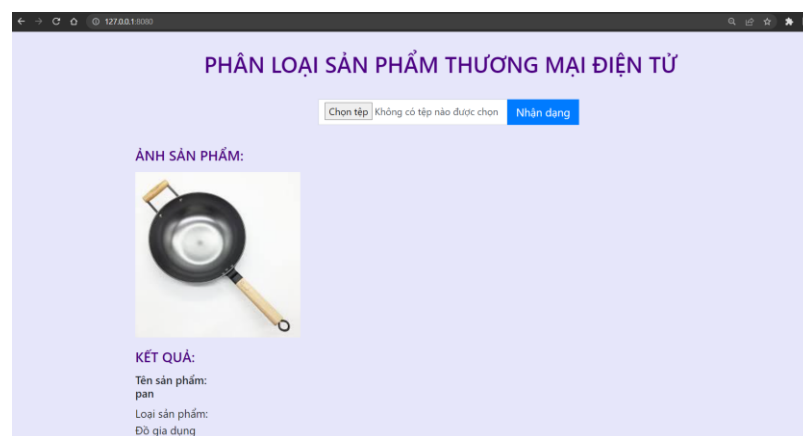 127.0.0.1:8080
PHÂN LOẠI SẢN PHẨM THƯƠNG MẠI ĐIỆN TỬ
Chọn tệp Không có tệp nào được chọn Nhận dạng
ẢNH SẢN PHẨM:
KẾT QUẢ:
Tên sản phẩm:
pan
Loại sản phẩm:
Đồ gia dụng